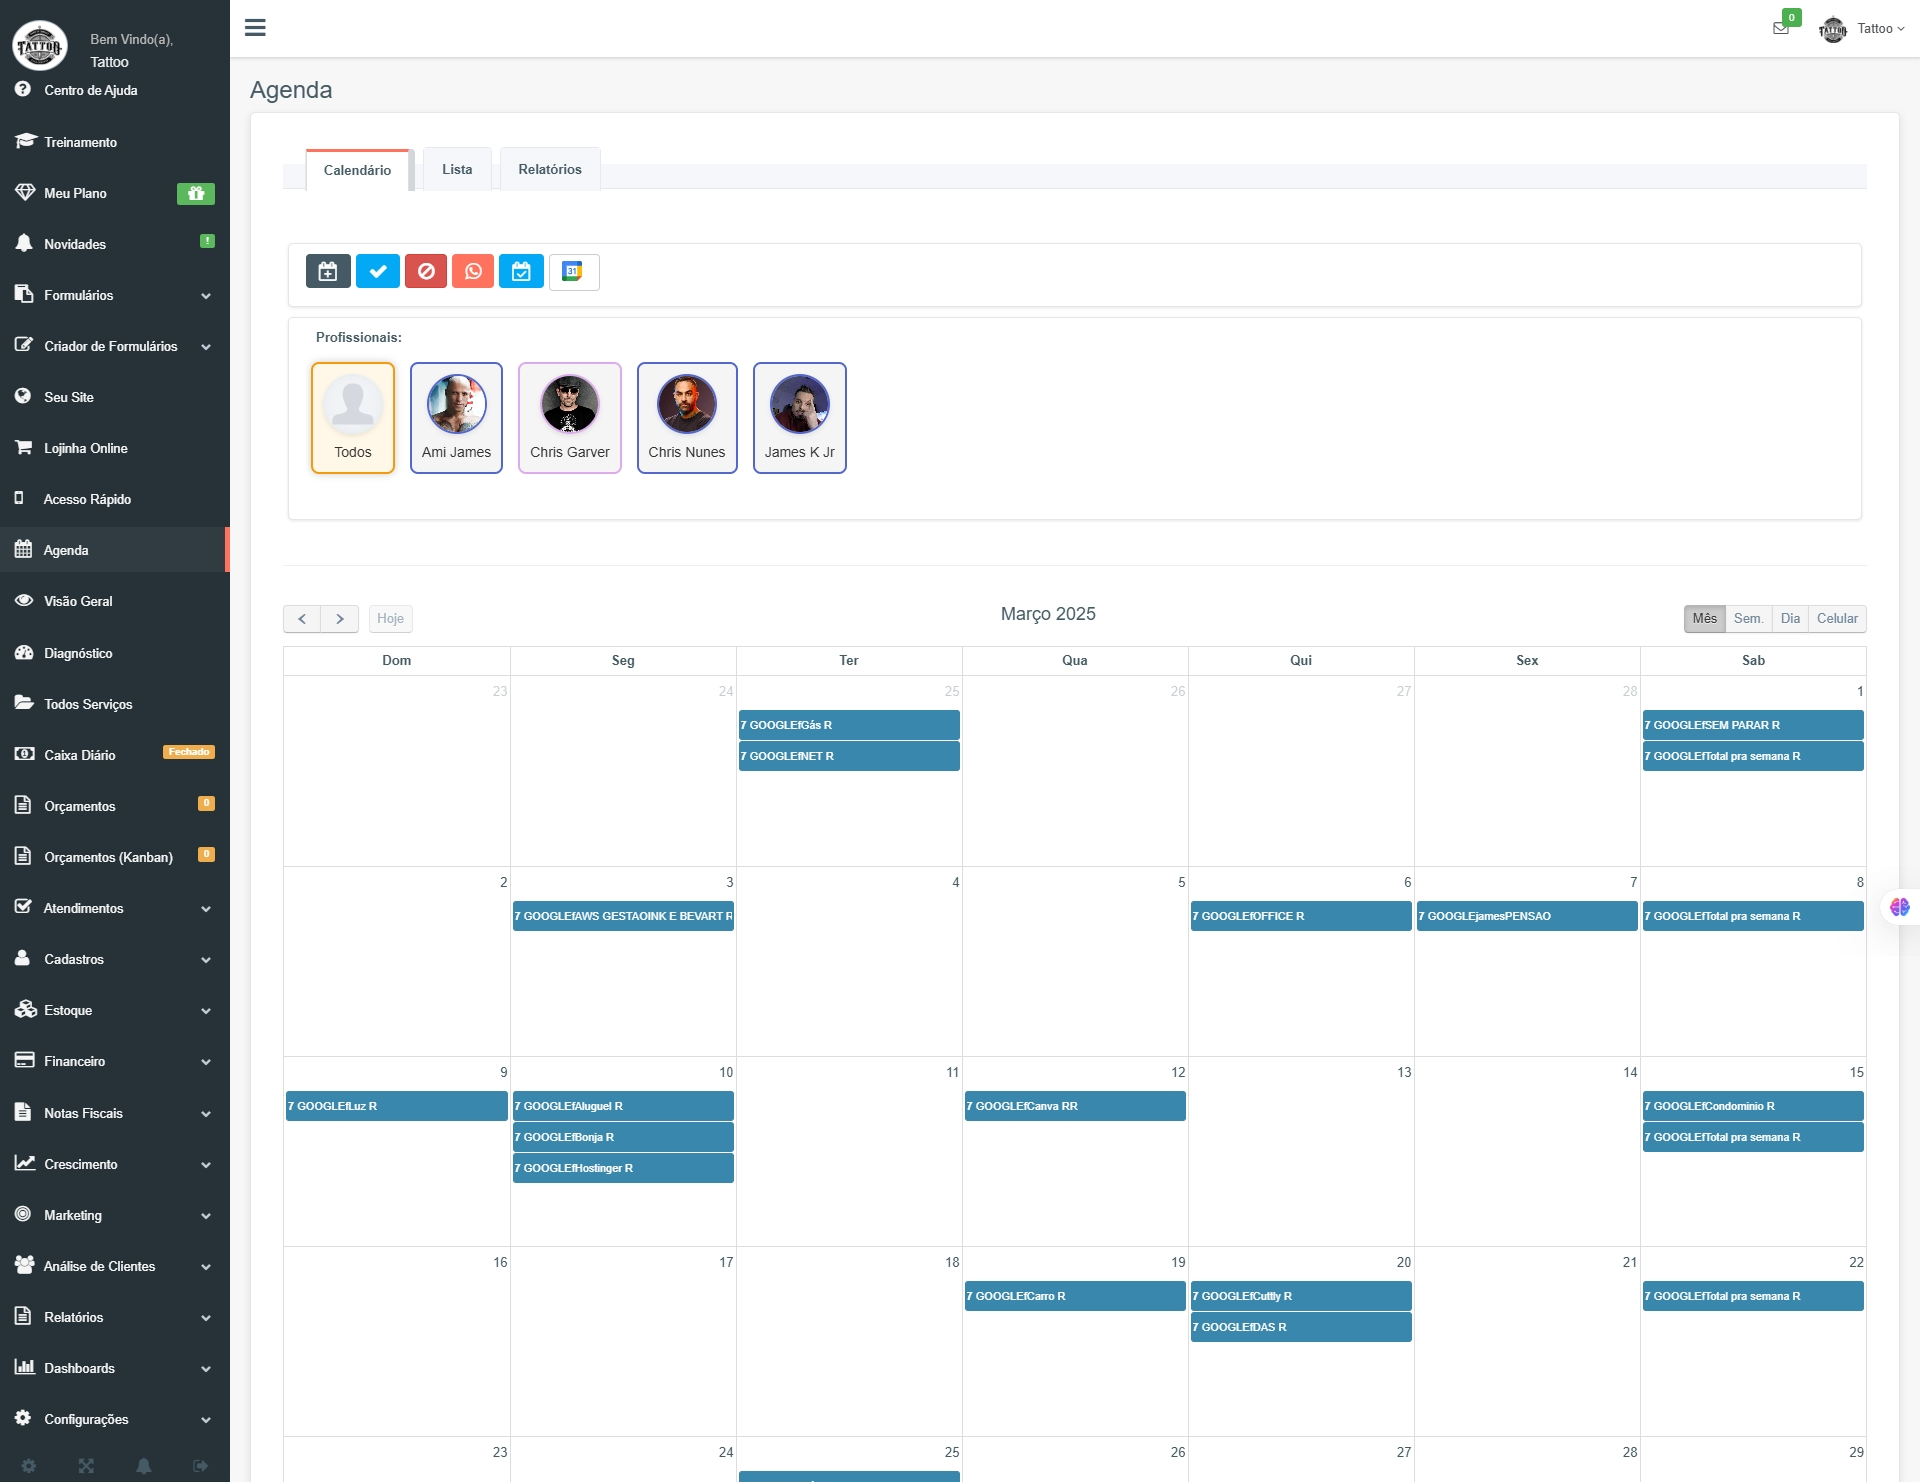 Bem Vindo(a),
Tattoo
Centro de Ajuda
Treinamento
Meu Plano
Novidades !
Formulários
Criador de Formulários
Seu Site
Lojinha Online
Acesso Rápido
Agenda
Visão Geral
Diagnóstico
Todos Serviços
Caixa Diário Fechado
Orçamentos 0
Orçamentos (Kanban) 0
Atendimentos
Cadastros
Estoque
Financeiro
Notas Fiscais
Crescimento
Marketing
Análise de Clientes
Relatórios
Dashboards
Configurações
0
Tattoo
Agenda
Calendário Lista Relatórios
31
Profissionais:
Todos Ami James Chris Garver Chris Nunes James K Jr
Hoje
Março 2025
Mês Sem. Dia Celular
Dom Seg Ter Qua Qui Sex Sab
23 24 25 26 27 28 1
7 GOOGLEfGás R
7 GOOGLEfNET R
7 GOOGLEfSEM PARAR R
7 GOOGLEfTotal pra semana R
2 3 4 5 6 7 8
7 GOOGLEfAWS GESTAOINK E BEVART R
7 GOOGLEfOFFICE R
7 GOOGLEjamesPENSAO
7 GOOGLEfTotal pra semana R
9 10 11 12 13 14 15
7 GOOGLEfLuz R
7 GOOGLEfAluguel R
7 GOOGLEfBonja R
7 GOOGLEfHostinger R
7 GOOGLEfCanva RR
7 GOOGLEfCondominio R
7 GOOGLEfTotal pra semana R
16 17 18 19 20 21 22
7 GOOGLEfCarro R
7 GOOGLEfCuttly R
7 GOOGLEfDAS R
7 GOOGLEfTotal pra semana R
23 24 25 26 27 28 29